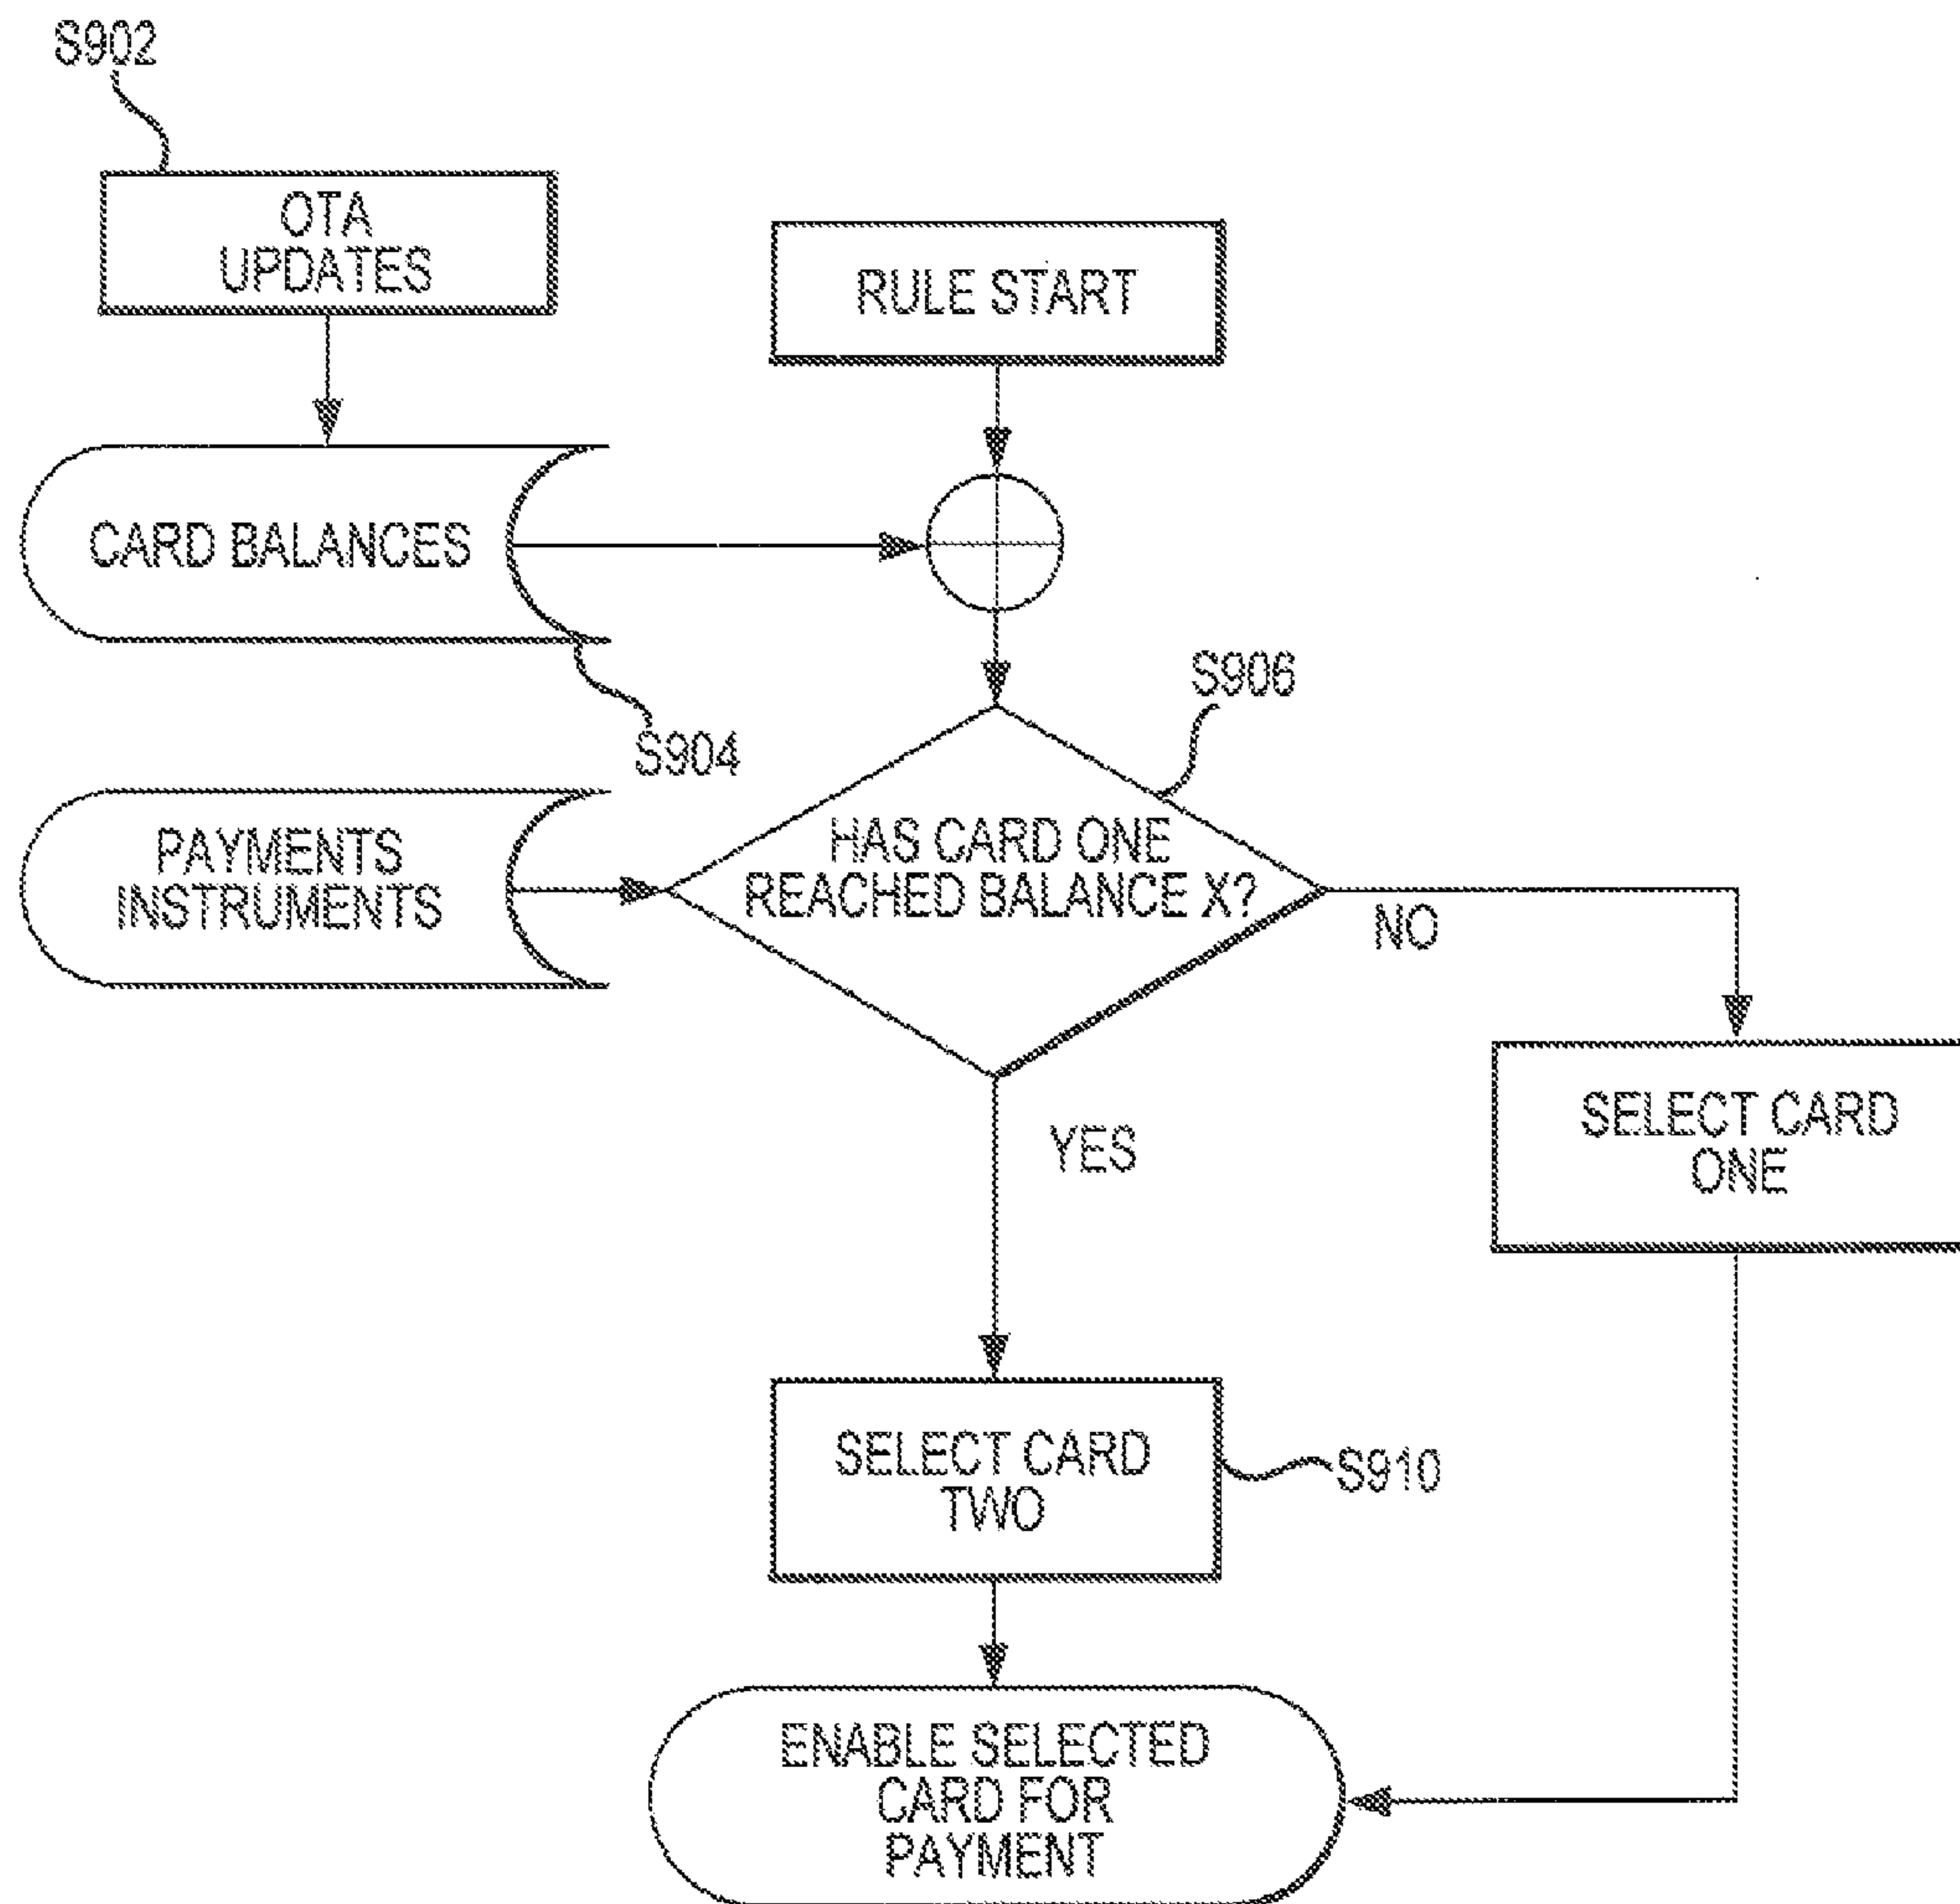 S902
OTA
UPDATES
RULE START
CARD BALANCES
S904
S906
PAYMENTS
INSTRUMENTS
HAS CARD ONE
REACHED BALANCE X?
NO
YES
SELECT CARD
ONE
SELECT CARD
TWO
S910
ENABLE SELECTED
CARD FOR
PAYMENT